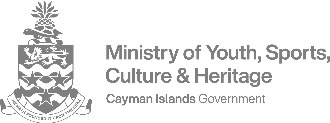 Ministry of Youth, Sports,
Culture & Heritage
Cayman Islands Government